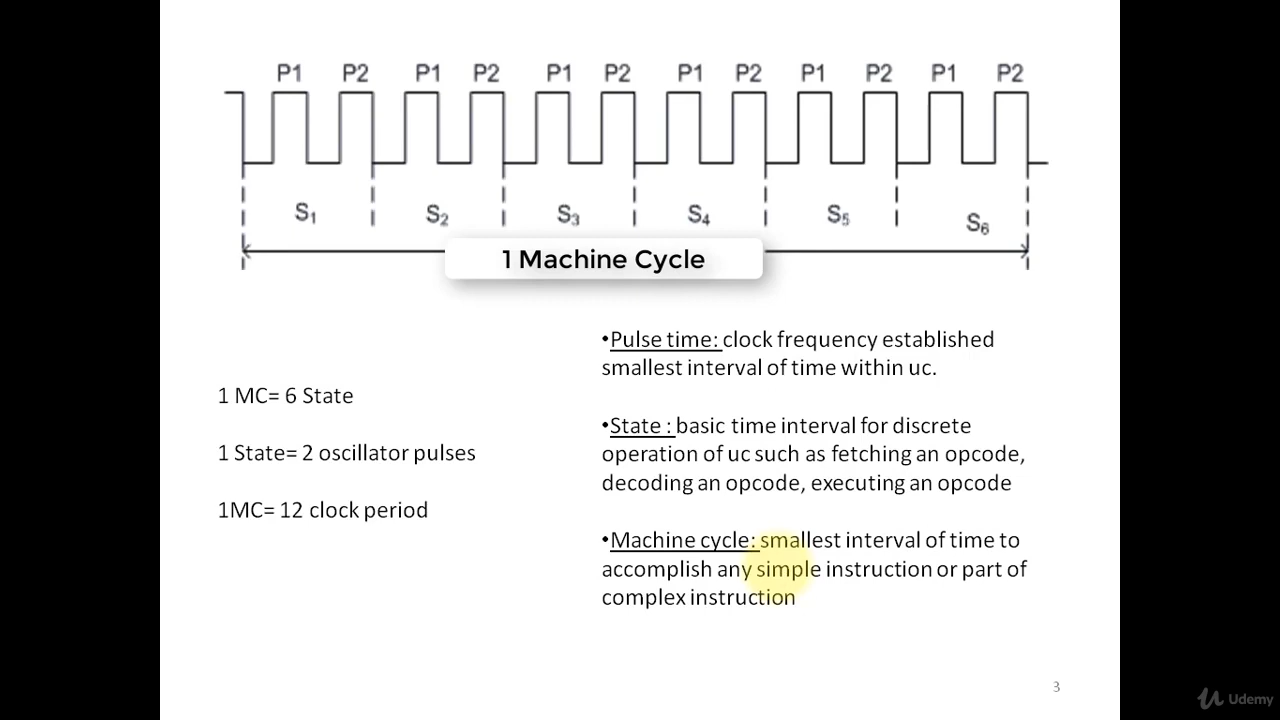 P1 P2 P1 P2 P1 P2 P1 P2 P1 P2 P1 P2
S₁ S₂ S₃ S₄ S₅ S₆
1 Machine Cycle
1 MC= 6 State
1 State= 2 oscillator pulses
1MC= 12 clock period
•Pulse time: clock frequency established
smallest interval of time within uc.
•State : basic time interval for discrete
operation of uc such as fetching an opcode,
decoding an opcode, executing an opcode
•Machine cycle: smallest interval of time to
accomplish any simple instruction or part of
complex instruction
3
Udemy